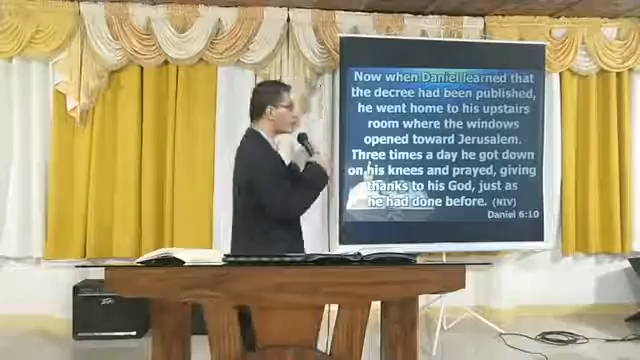 Now when Daniel learned that
the decree had been published,
he went home to his upstairs
room where the windows
opened toward Jerusalem.
Three times a day he got down
on his knees and prayed, giving
thanks to his God, just as
he had done before. (NIV)
Daniel 6:10